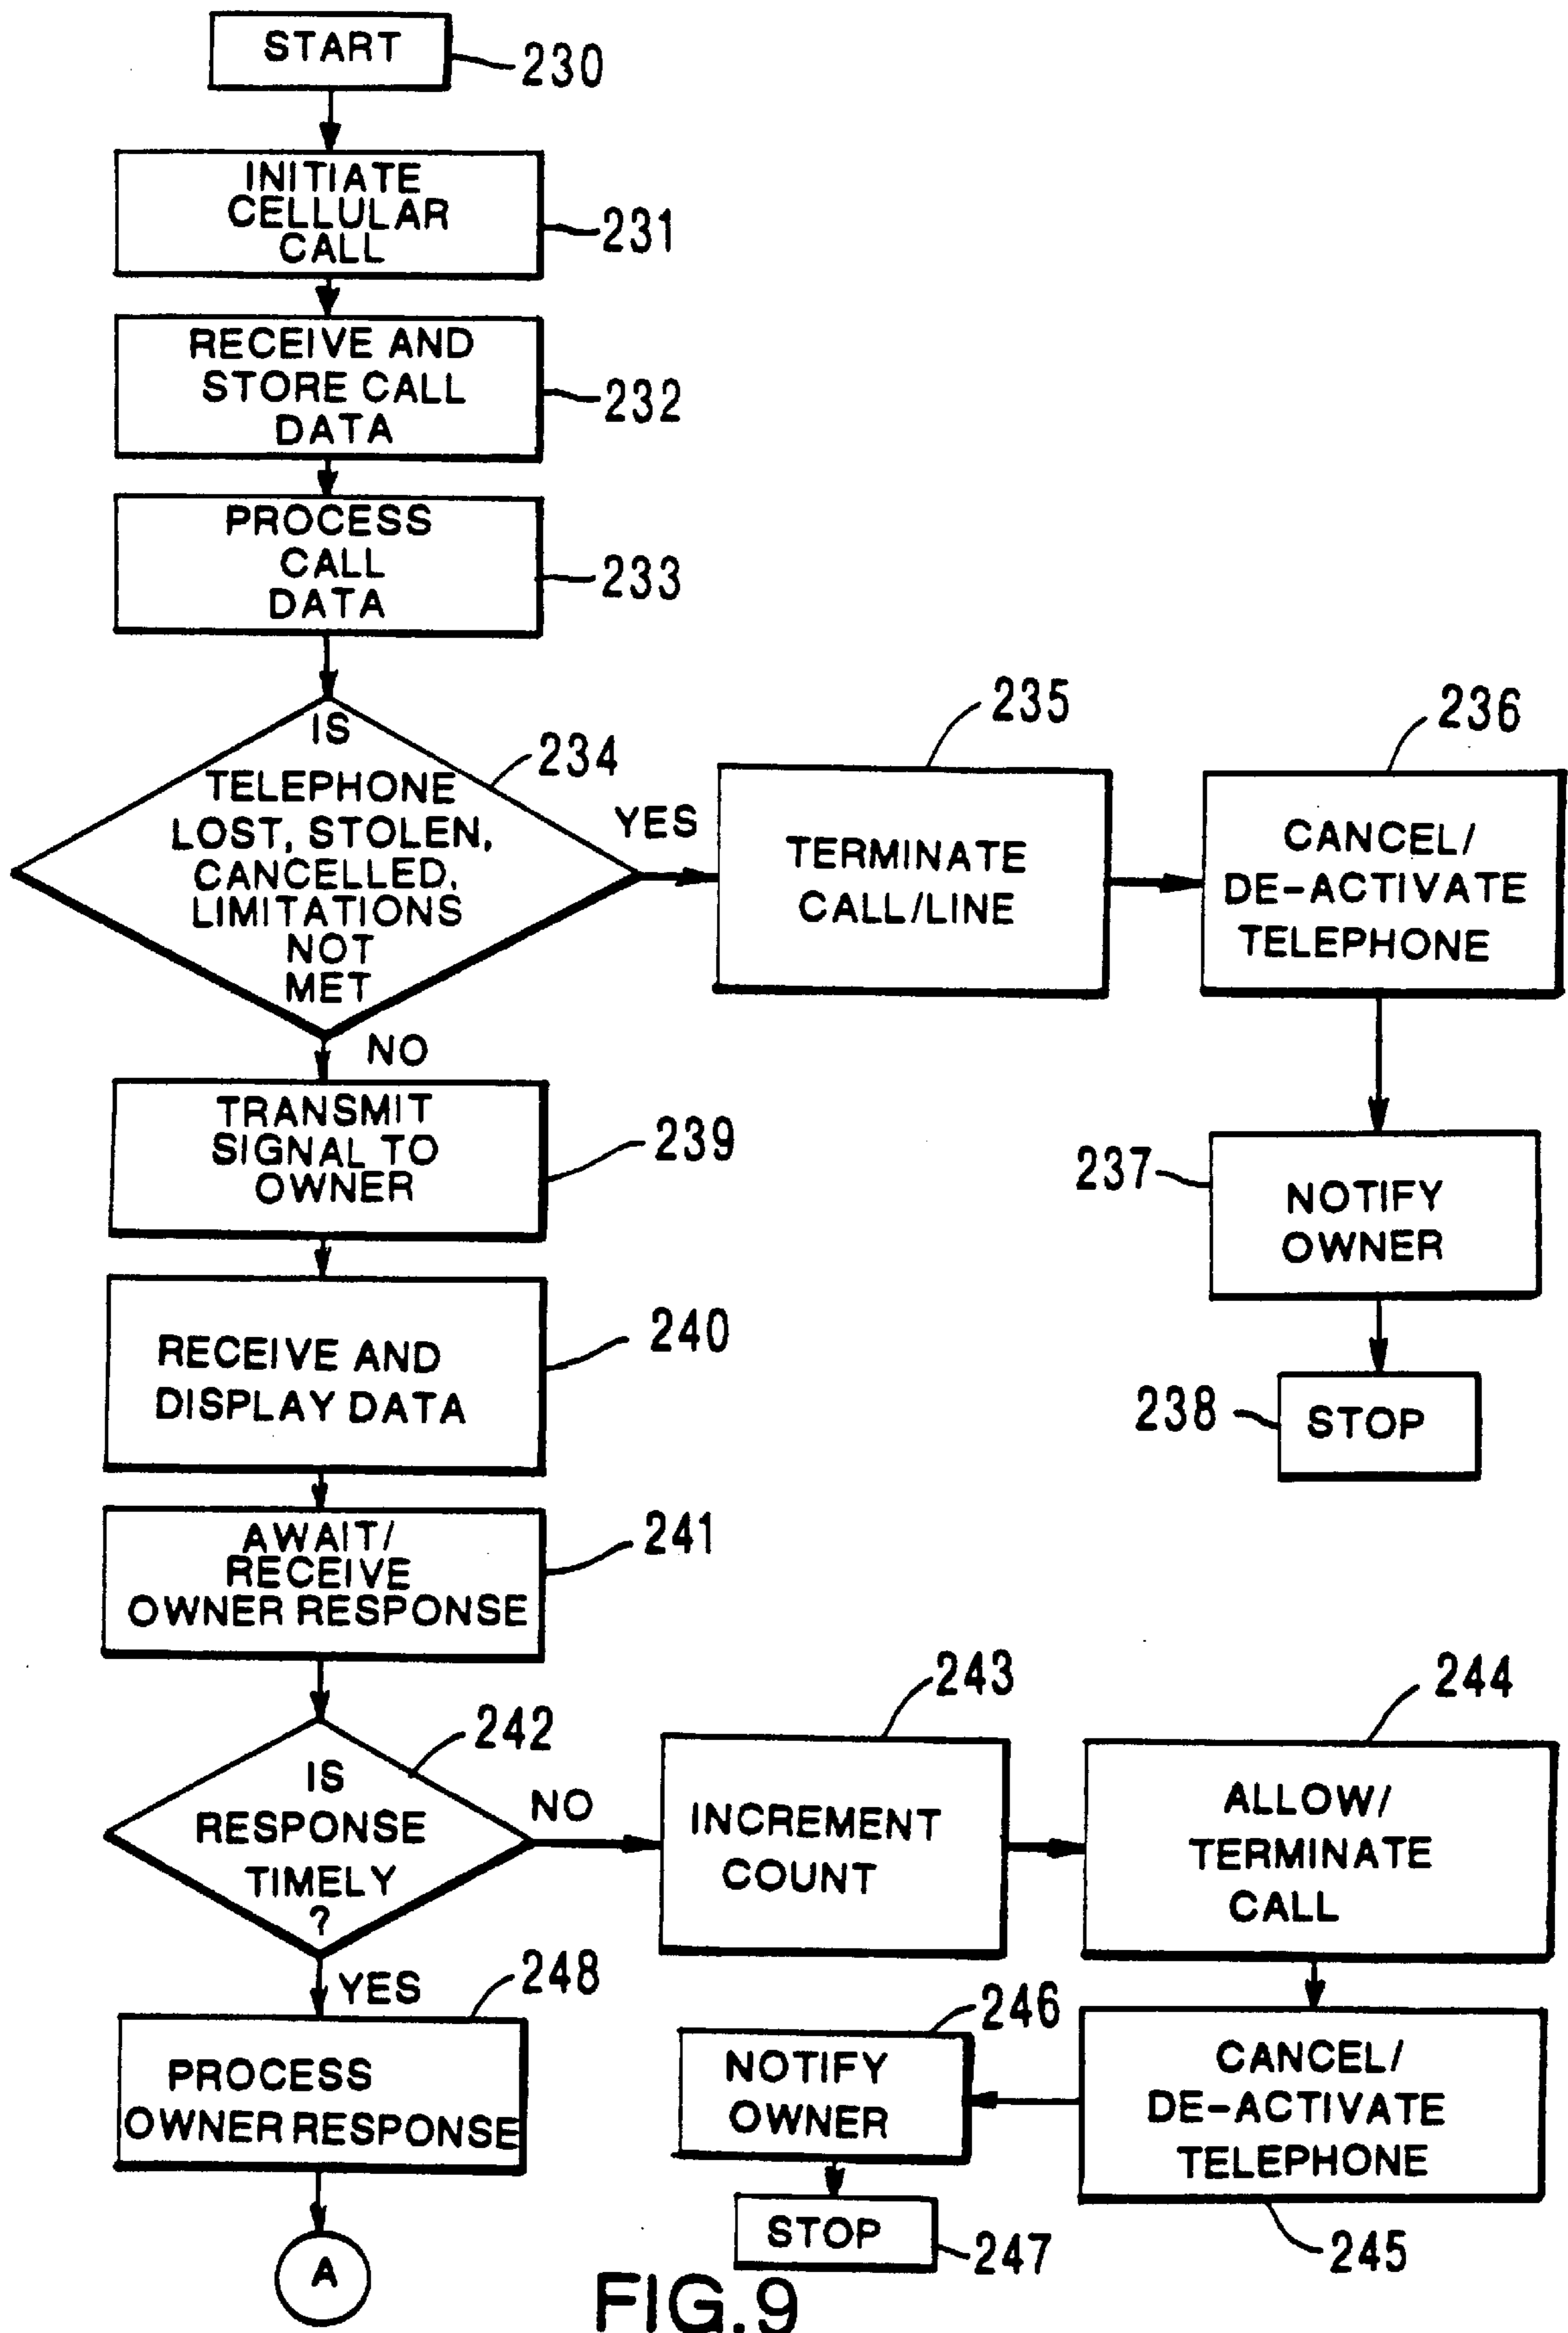 START
230
INITIATE
CELLULAR
CALL
231
RECEIVE AND
STORE CALL
DATA
232
PROCESS
CALL
DATA
233
IS
TELEPHONE
LOST, STOLEN,
CANCELLED,
LIMITATIONS
NOT
MET
234
YES
TERMINATE
CALL/LINE
235
CANCEL/
DE-ACTIVATE
TELEPHONE
236
NOTIFY
OWNER
237
STOP
238
NO
TRANSMIT
SIGNAL TO
OWNER
239
RECEIVE AND
DISPLAY DATA
240
AWAIT/
RECEIVE
OWNER RESPONSE
241
IS
RESPONSE
TIMELY
?
242
NO
INCREMENT
COUNT
243
ALLOW/
TERMINATE
CALL
244
CANCEL/
DE-ACTIVATE
TELEPHONE
245
NOTIFY
OWNER
246
STOP
247
YES
PROCESS
OWNER RESPONSE
248
A
FIG.9